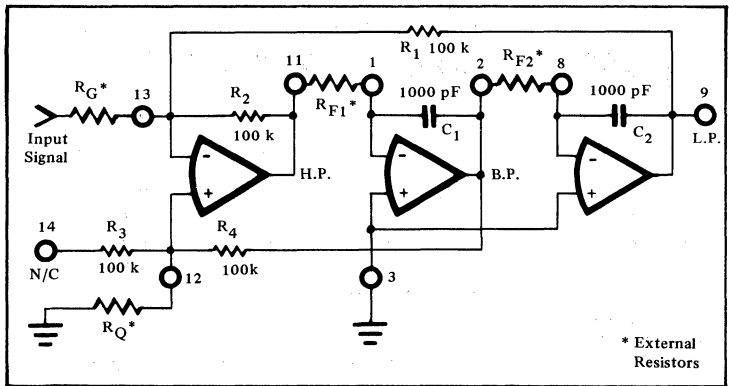 R1 100 k
11
1
2
8
RG*
13
R2
RF1*
1000 pF
RF2*
1000 pF
9
Input
Signal
100 k
C1
C2
L.P.
-
-
-
H.P.
B.P.
+
+
+
14
R3
R4
N/C
100 k
100k
12
3
RQ*
* External
Resistors